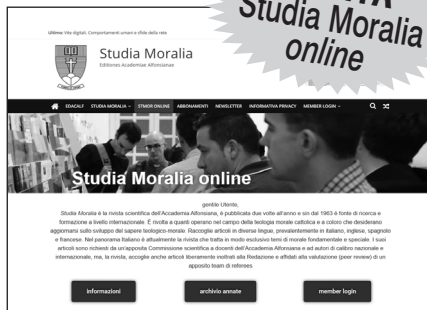 Studia Moralia
online
Ultimo: Vite digitali. Comportamenti umani e sfide della rete
Studia Moralia
Editiones Academiae Alfonsianae
EDACALF STUDIA MORALIA STMOR ONLINE ABBONAMENTI NEWSLETTER INFORMATIVA PRIVACY MEMBER LOGIN
Studia Moralia online
gentile Utente,
Studia Moralia è la rivista scientifica dell'Accademia Alfonsiana, è pubblicata due volte all'anno e sin dal 1963 è fonte di ricerca e
formazione a livello internazionale. È rivolta a quanti operano nel campo della teologia morale cattolica e a coloro che desiderano
aggiornarsi sullo sviluppo del sapere teologico-morale. Raccoglie articoli in diverse lingue, prevalentemente in italiano, inglese, spagnolo
e francese. Nel panorama italiano è attualmente la rivista che tratta in modo esclusivo temi di morale fondamentale e speciale. I suoi
articoli sono richiesti da un'apposita Commissione scientifica a docenti dell'Accademia Alfonsiana e ad autori di calibro nazionale e
internazionale, ma, la rivista, accoglie anche articoli liberamente inoltrati alla Redazione e affidati alla valutazione (peer review) di un
apposito team di referees.
informazioni archivio annate member login